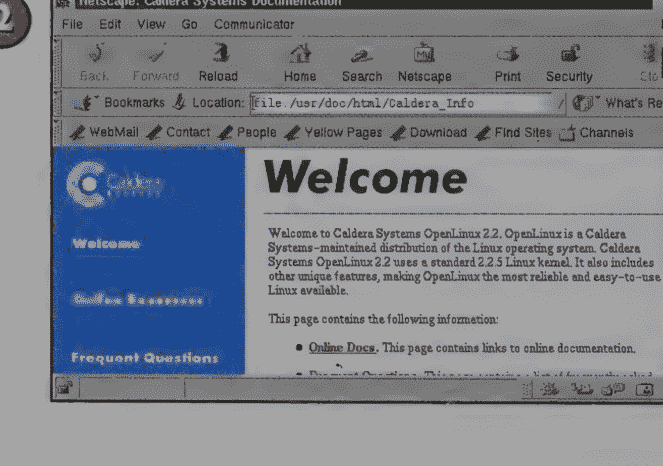 2
Netscape: Caldera Systems Documentation
File Edit View Go Communicator
Back Forward Reload Home Search Netscape Print Security
Bookmarks Location: file:/usr/doc/html/Caldera_Info What's Re
WebMail Contact People Yellow Pages Download Find Sites Channels
Caldera
Welcome
Welcome to Caldera Systems OpenLinux 2.2. OpenLinux is a Caldera
Systems-maintained distribution of the Linux operating system. Caldera
Systems OpenLinux 2.2 uses a standard 2.2.5 Linux kernel. It also includes
other unique features, making OpenLinux the most reliable and easy-to-use
Linux available.
This page contains the following information:
• Online Docs. This page contains links to online documentation.
Welcome
Online Resources
Frequent Questions